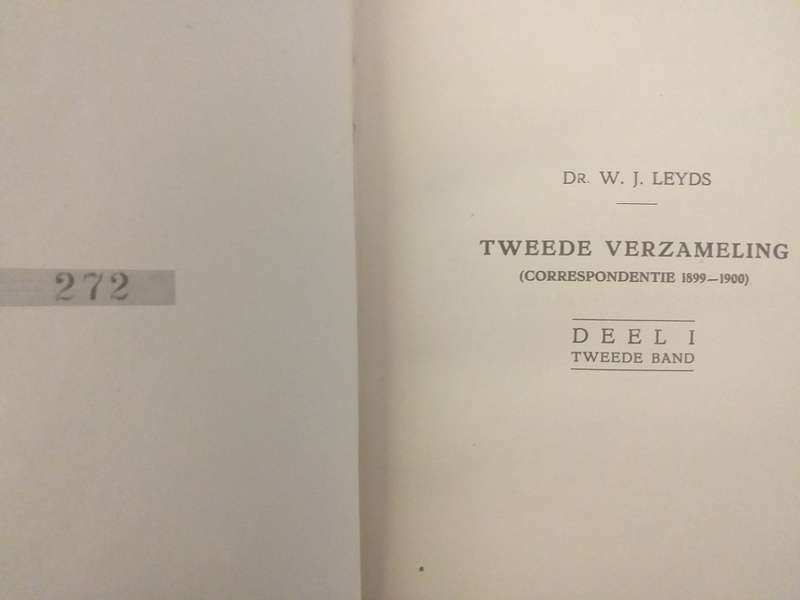 272
DR. W. J. LEYDS
TWEEDE VERZAMELING
(CORRESPONDENTIE 1899—1900)
DEEL I
TWEEDE BAND